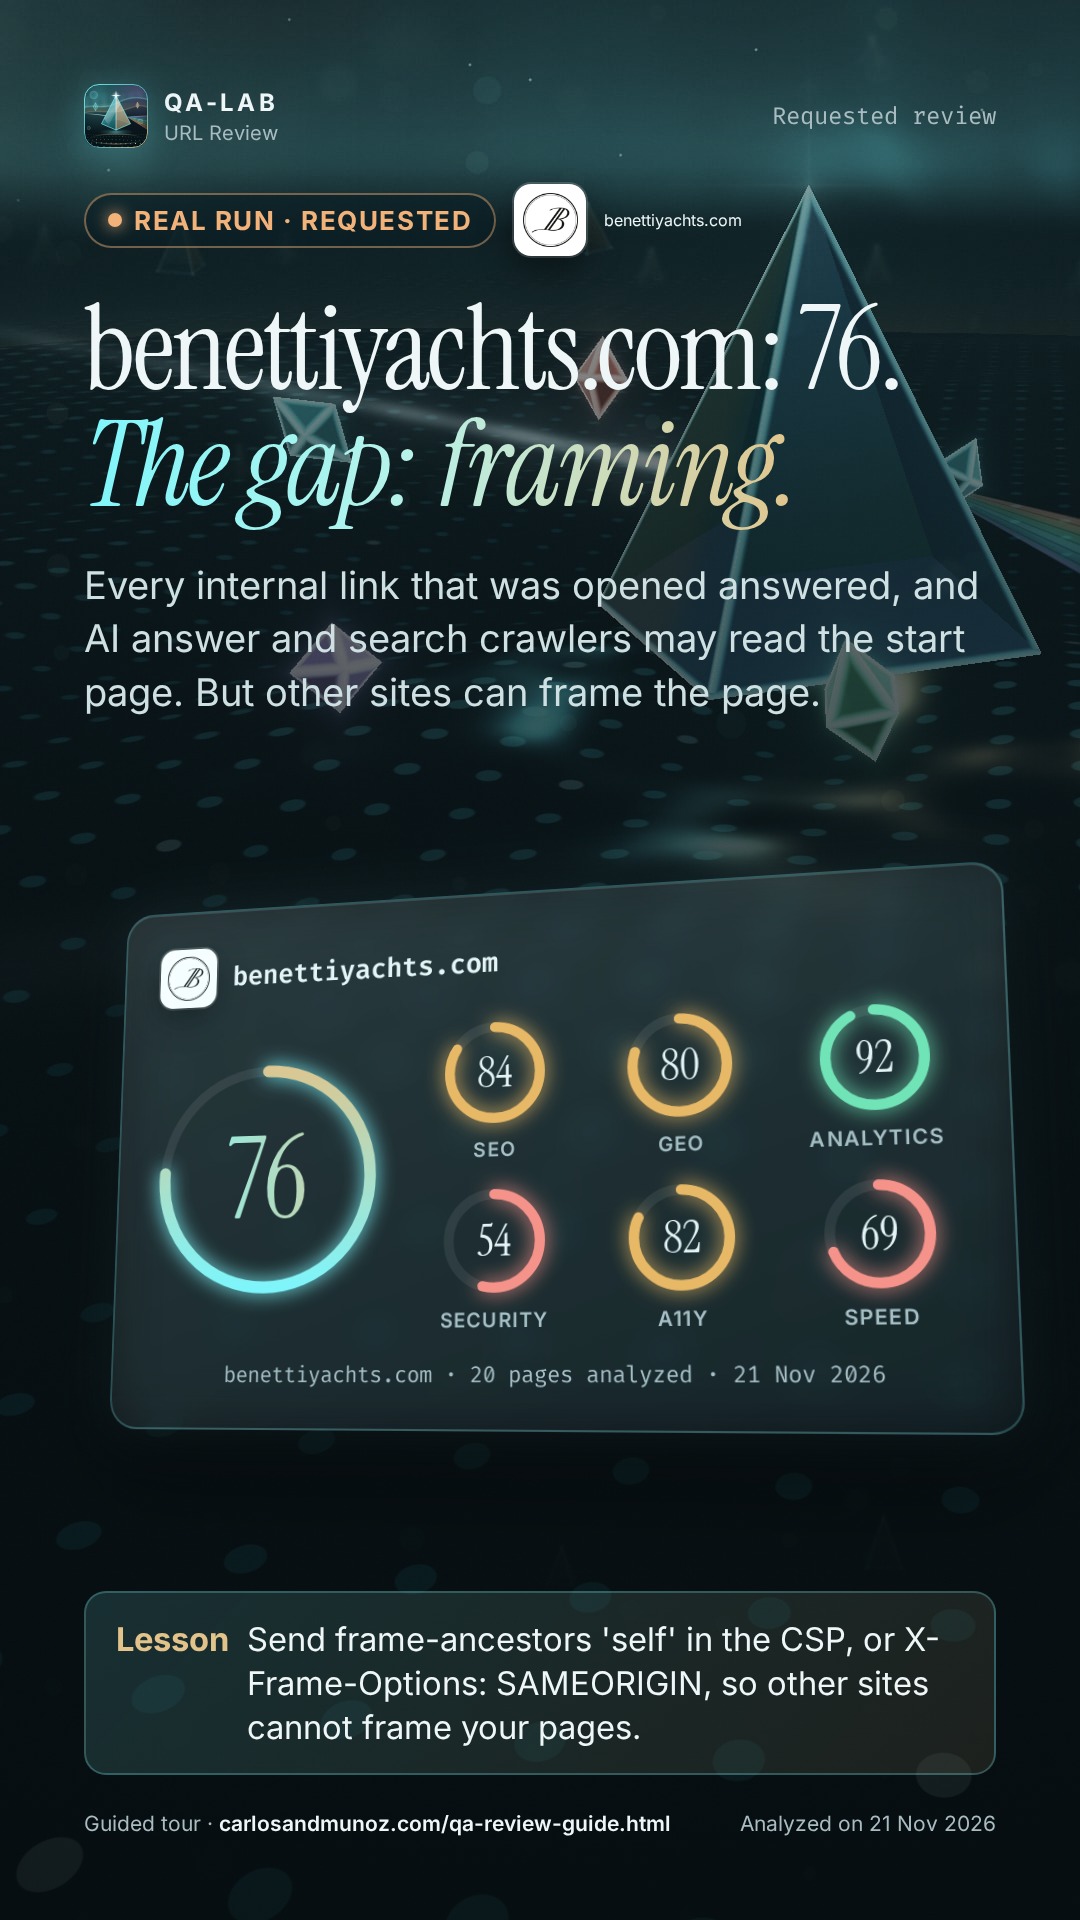 QA-LAB
URL Review
Requested review
REAL RUN · REQUESTED
B
benettiyachts.com
benettiyachts.com: 76.
The gap: framing.
Every internal link that was opened answered, and
AI answer and search crawlers may read the start
page. But other sites can frame the page.
B
benettiyachts.com
76
84
SEO
80
GEO
92
ANALYTICS
54
SECURITY
82
A11Y
69
SPEED
benettiyachts.com · 20 pages analyzed · 21 Nov 2026
Lesson
Send frame-ancestors 'self' in the CSP, or X-
Frame-Options: SAMEORIGIN, so other sites
cannot frame your pages.
Guided tour · carlosandmunoz.com/qa-review-guide.html
Analyzed on 21 Nov 2026